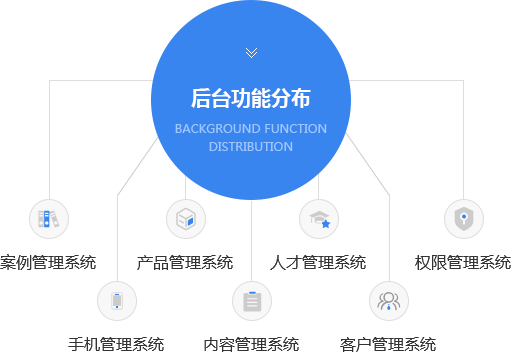 后台功能分布
BACKGROUND FUNCTION
DISTRIBUTION
案例管理系统
产品管理系统
人才管理系统
权限管理系统
手机管理系统
内容管理系统
客户管理系统